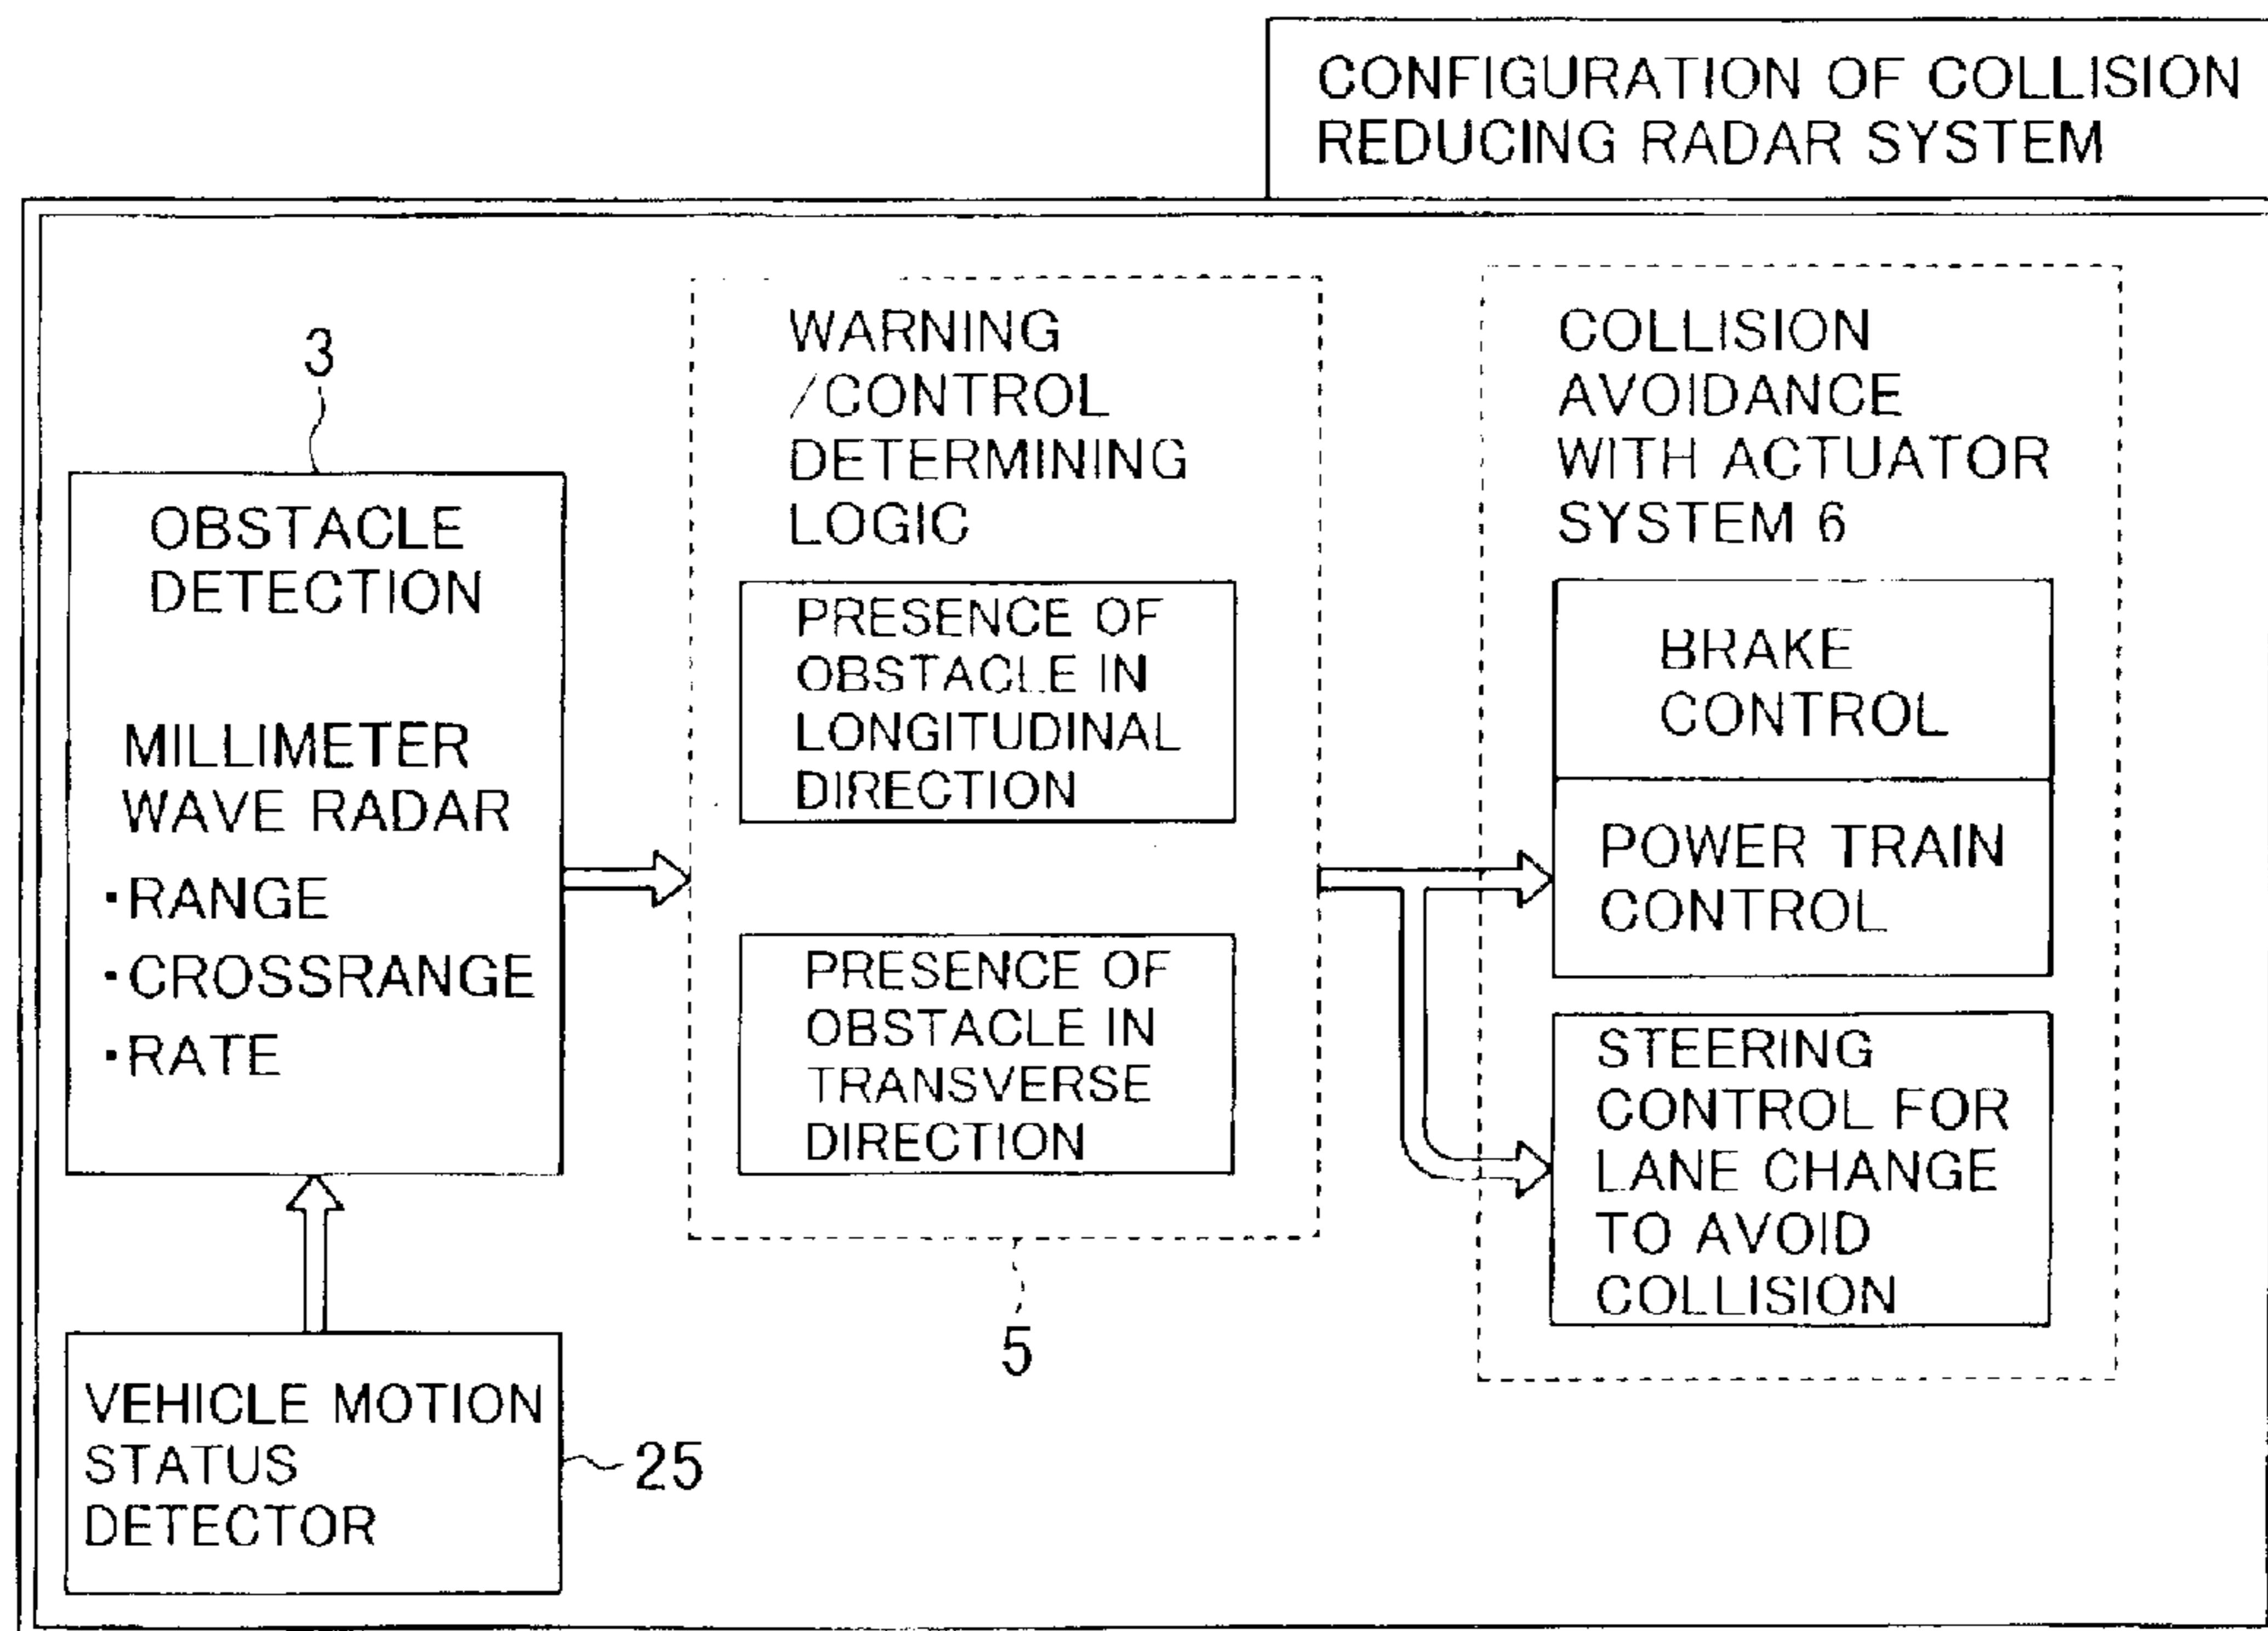 CONFIGURATION OF COLLISION
REDUCING RADAR SYSTEM
3
OBSTACLE
DETECTION
MILLIMETER
WAVE RADAR
·RANGE
·CROSSRANGE
·RATE
VEHICLE MOTION
STATUS
DETECTOR
25
WARNING
/CONTROL
DETERMINING
LOGIC
PRESENCE OF
OBSTACLE IN
LONGITUDINAL
DIRECTION
PRESENCE OF
OBSTACLE IN
TRANSVERSE
DIRECTION
5
COLLISION
AVOIDANCE
WITH ACTUATOR
SYSTEM 6
BRAKE
CONTROL
POWER TRAIN
CONTROL
STEERING
CONTROL FOR
LANE CHANGE
TO AVOID
COLLISION